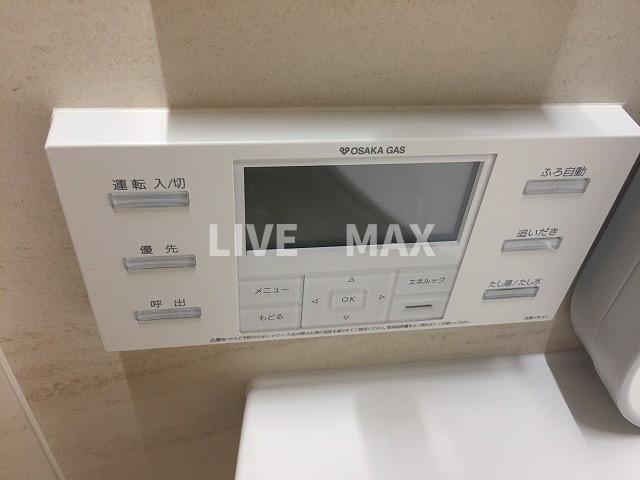 OSAKA GAS
運転 入/切
優先
呼出
LIVE MAX
メニュー
もどる
OK
エネルック
ふろ自動
追いだき
たし湯/たし水